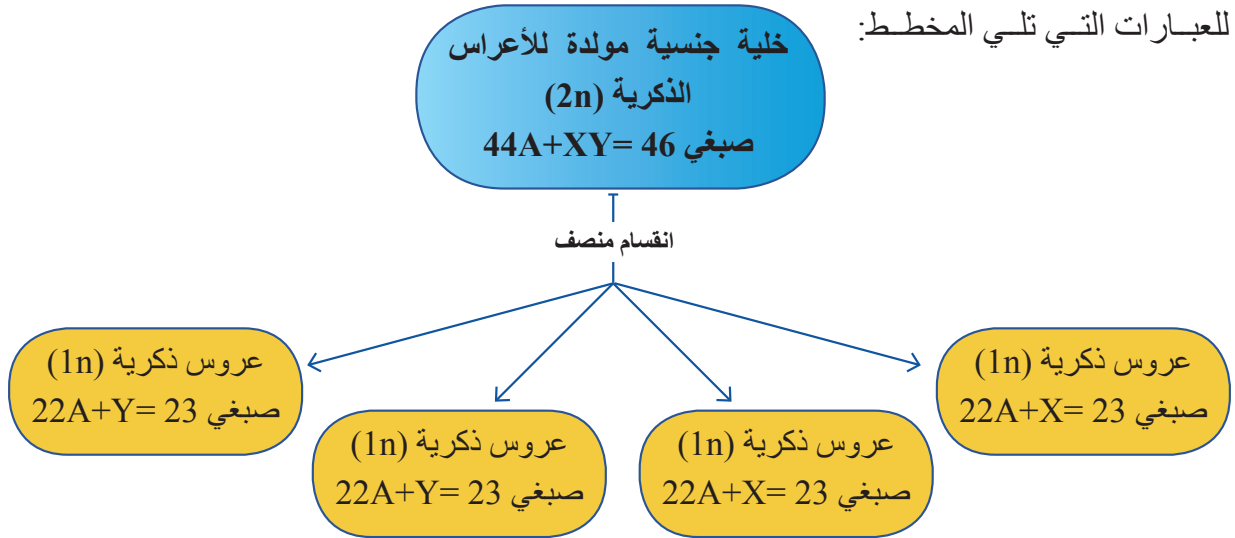 للعبـارات التـي تلـي المخطـط:
خلية جنسية مولدة للأعراس
الذكرية (2n)
44A+XY= 46 صبغي
انقسام منصف
عروس ذكرية (1n)
22A+X= 23 صبغي
عروس ذكرية (1n)
22A+X= 23 صبغي
عروس ذكرية (1n)
22A+Y= 23 صبغي
عروس ذكرية (1n)
22A+Y= 23 صبغي